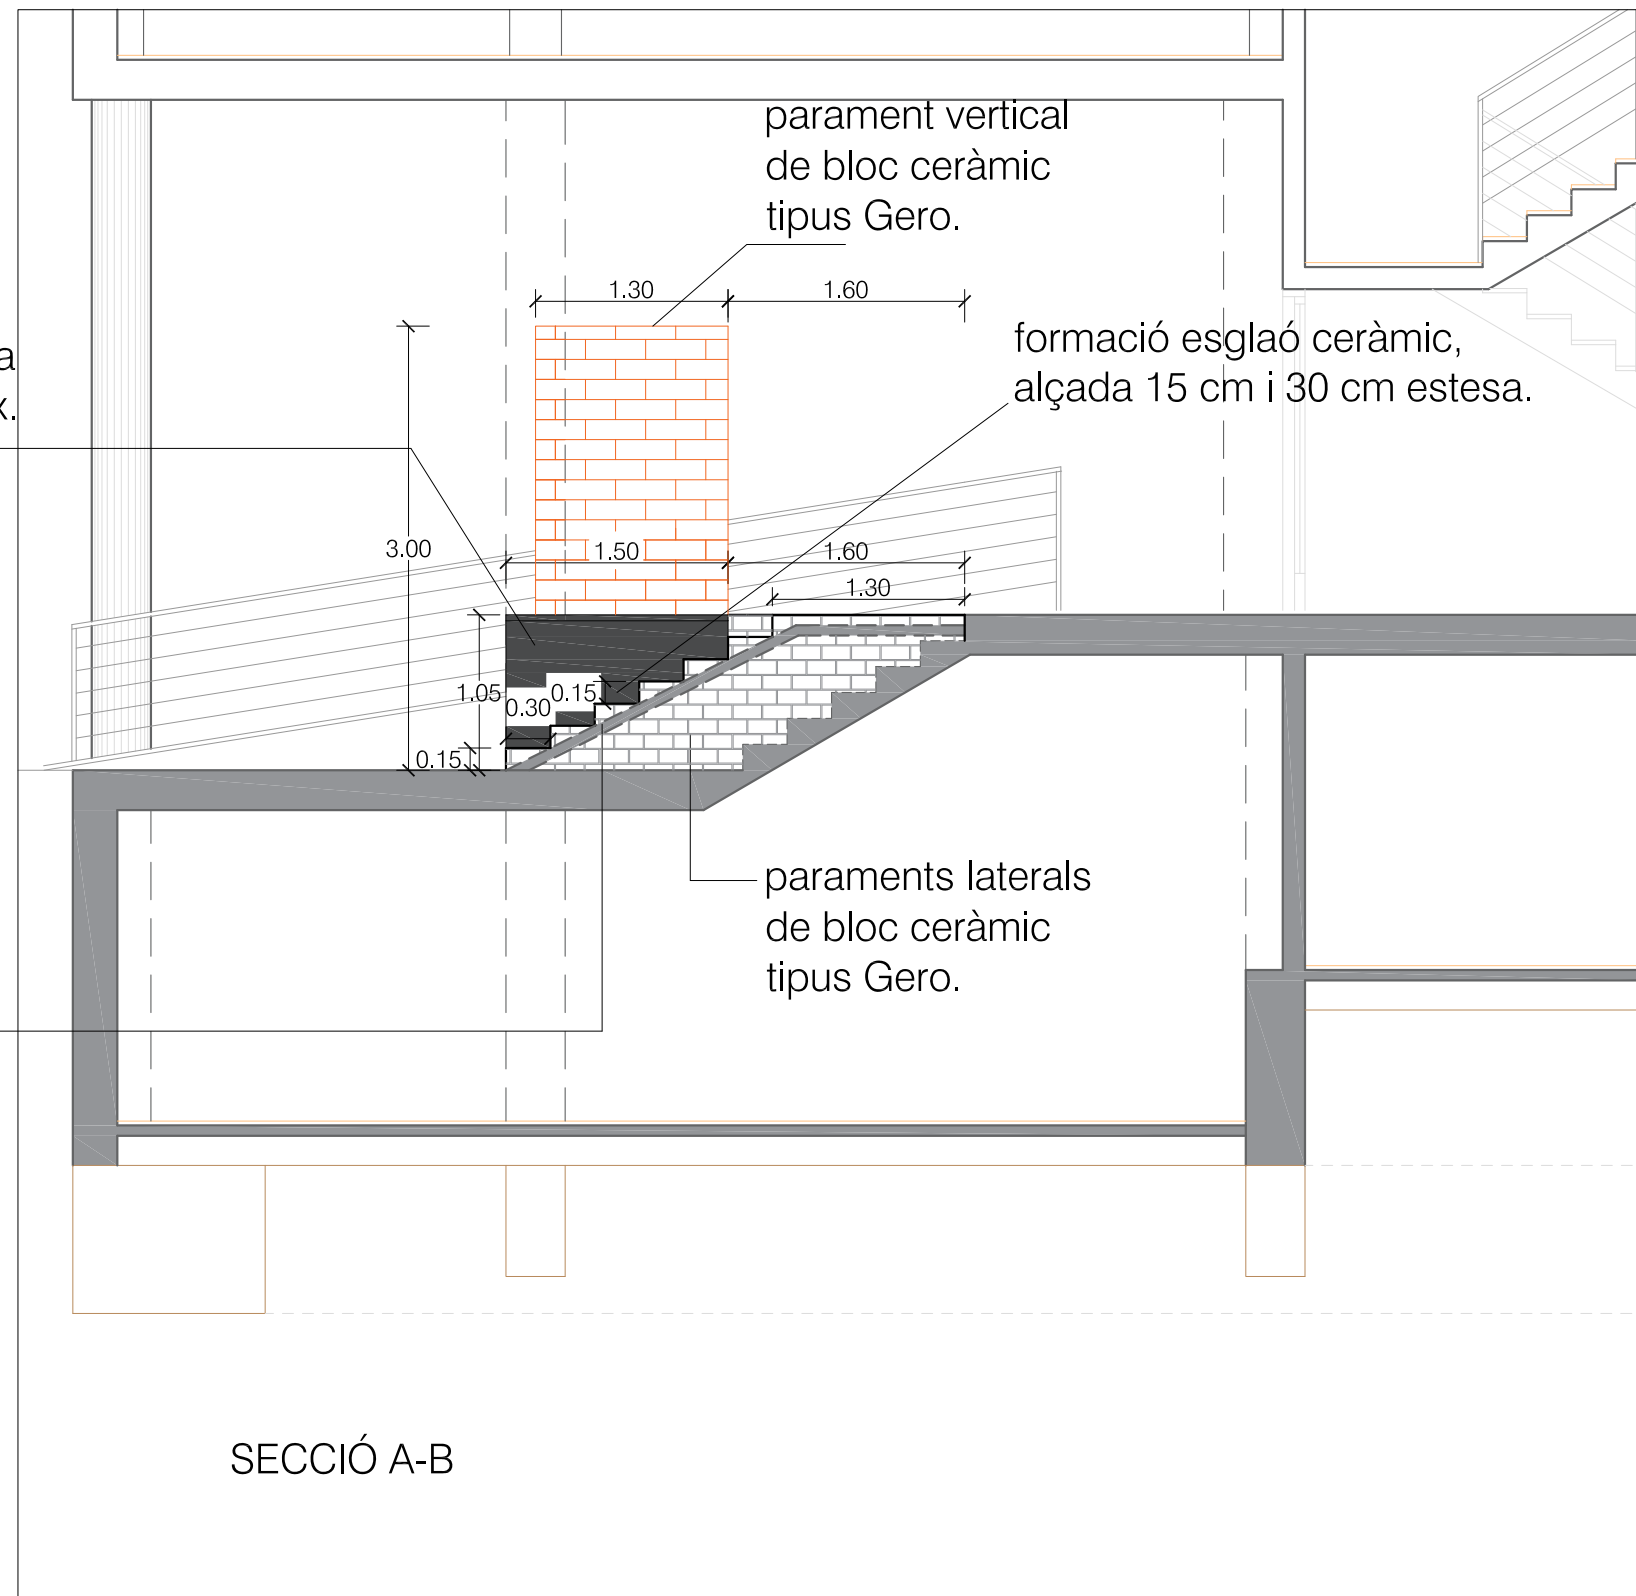 parament vertical
de bloc ceràmic
tipus Gero.
1.30
1.60
formació esglaó ceràmic,
alçada 15 cm i 30 cm estesa.
a
x.
3.00
1.50
1.60
1.30
1.05
0.15
0.30
0.15
paraments laterals
de bloc ceràmic
tipus Gero.
SECCIÓ A-B